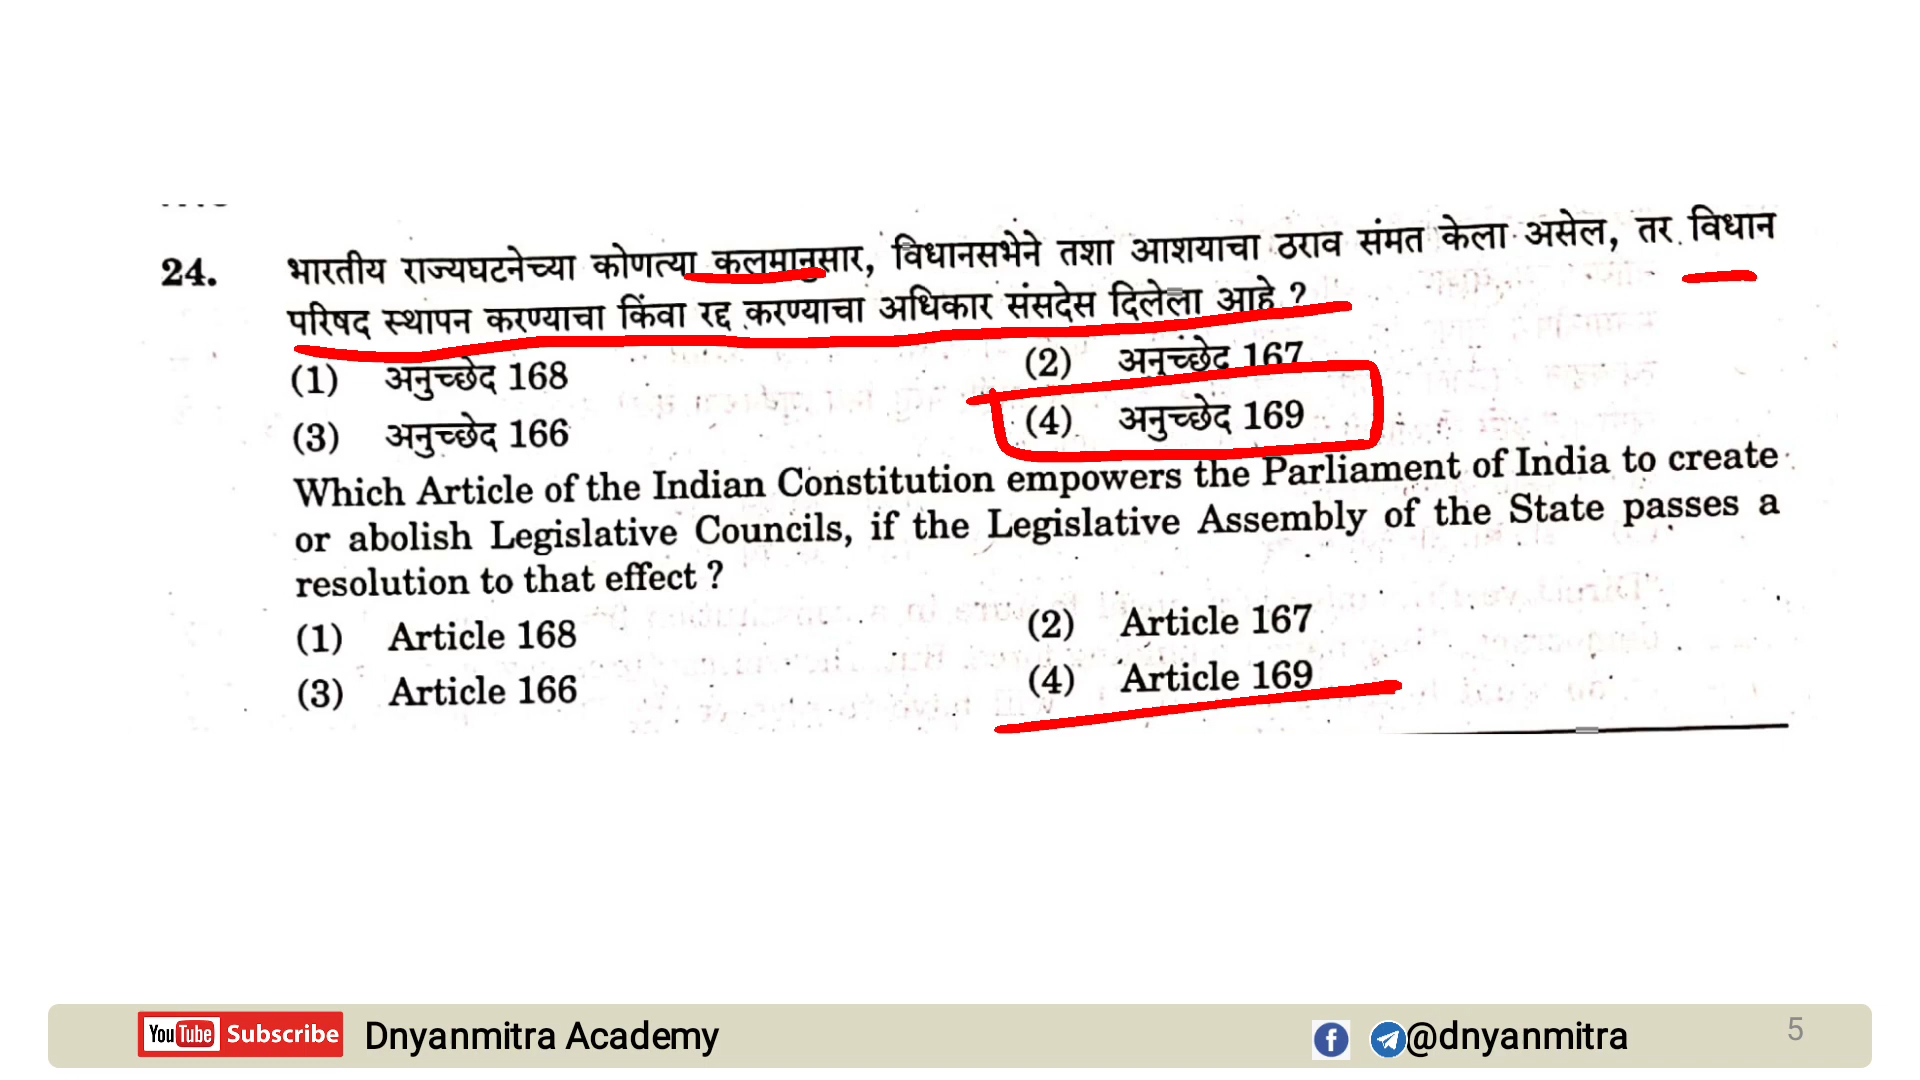 24. भारतीय राज्यघटनेच्या कोणत्या कलमानुसार, विधानसभेने तशा आशयाचा ठराव संमत केला असेल, तर विधान
परिषद स्थापन करण्याचा किंवा रद्द करण्याचा अधिकार संसदेस दिलेला आहे ?
(1) अनुच्छेद 168 (2) अनुच्छेद 167
(3) अनुच्छेद 166 (4) अनुच्छेद 169
Which Article of the Indian Constitution empowers the Parliament of India to create
or abolish Legislative Councils, if the Legislative Assembly of the State passes a
resolution to that effect ?
(1) Article 168 (2) Article 167
(3) Article 166 (4) Article 169
YouTube Subscribe Dnyanmitra Academy f @dnyanmitra 5